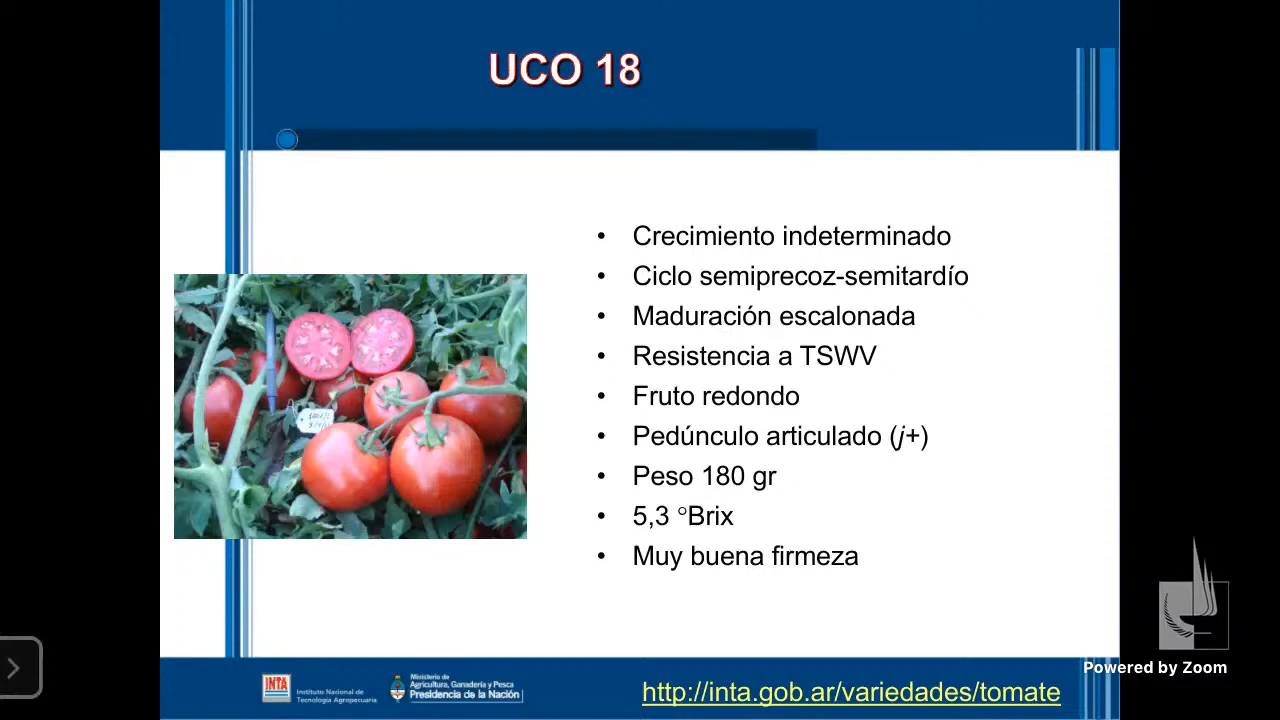 UCO 18
• Crecimiento indeterminado
• Ciclo semiprecoz-semitardío
• Maduración escalonada
• Resistencia a TSWV
• Fruto redondo
• Pedúnculo articulado (j+)
• Peso 180 gr
• 5,3 °Brix
• Muy buena firmeza
INTA
Instituto Nacional de
Tecnología Agropecuaria
Ministerio de
Agricultura, Ganadería y Pesca
Presidencia de la Nación
http://inta.gob.ar/variedades/tomate
Powered by Zoom